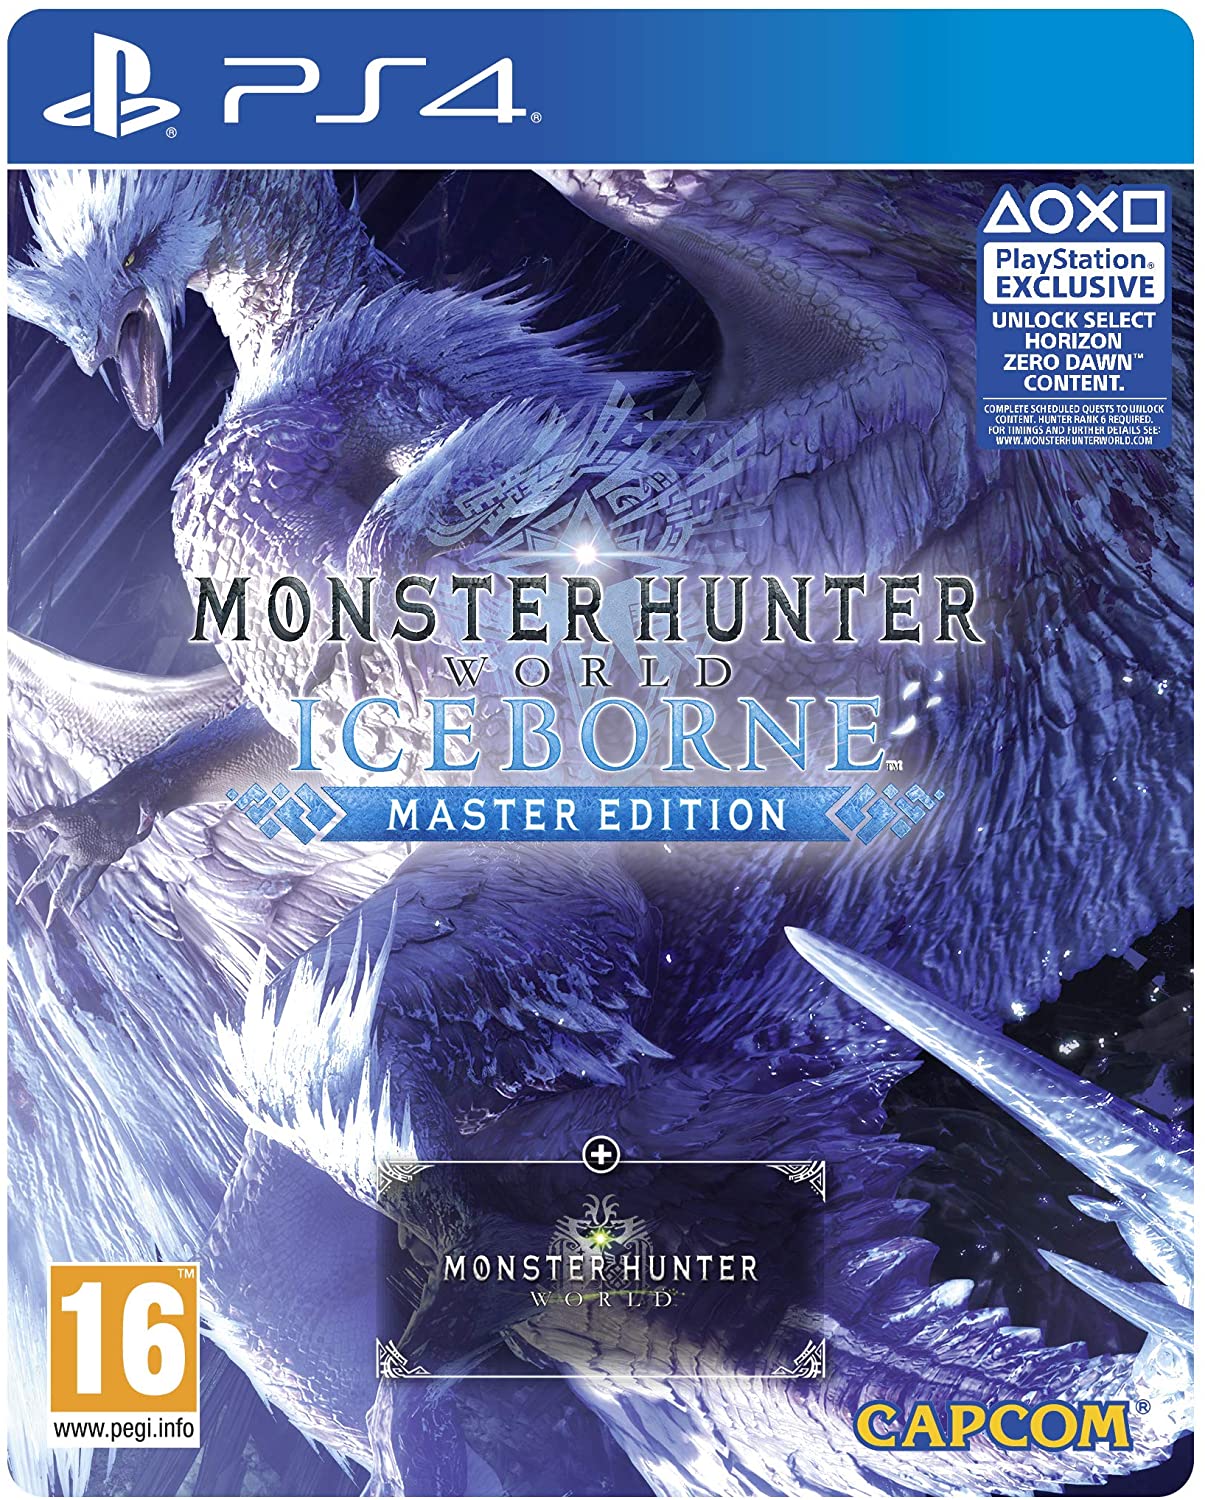 PS4®
PlayStation®
EXCLUSIVE
UNLOCK SELECT
HORIZON
ZERO DAWN™
CONTENT.
COMPLETE SCHEDULED QUESTS TO UNLOCK
CONTENT. HUNTER RANK 6 REQUIRED.
FOR TIMINGS AND FURTHER DETAILS SEE:
WWW.MONSTERHUNTERWORLD.COM
MONSTER HUNTER
WORLD
ICEBORNE™
MASTER EDITION
+
MONSTER HUNTER
WORLD™
16™
www.pegi.info
CAPCOM®